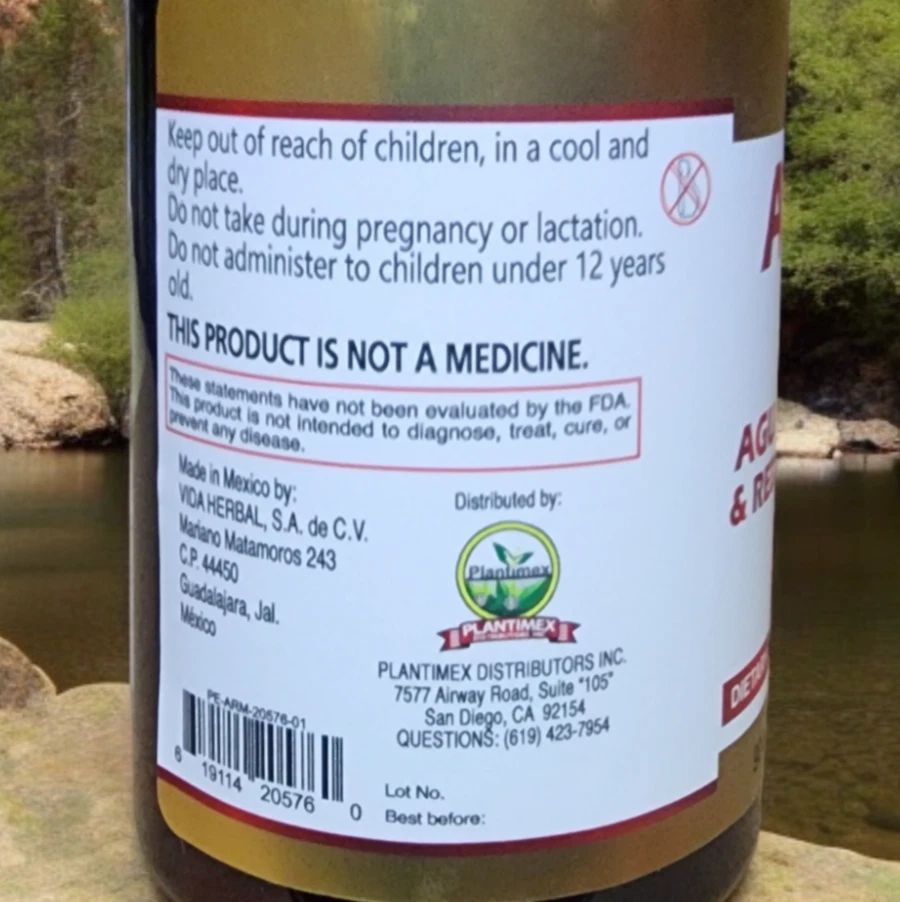 Keep out of reach of children, in a cool and
dry place.
Do not take during pregnancy or lactation.
Do not administer to children under 12 years
old.
THIS PRODUCT IS NOT A MEDICINE.
These statements have not been evaluated by the FDA.
This product is not intended to diagnose, treat, cure, or
prevent any disease.
Made in Mexico by:
VIDA HERBAL, S.A. de C.V.
Mariano Matamoros 243
C.P. 44450
Guadalajara, Jal.
México
Distributed by:
Plantimex
PLANTIMEX
PLANTIMEX DISTRIBUTORS INC.
7577 Airway Road, Suite "105"
San Diego, CA 92154
QUESTIONS: (619) 423-7954
PE-ARM-20576-01
6 19114 20576 0
Lot No.
Best before:
A
AGU
& RE
DIETA